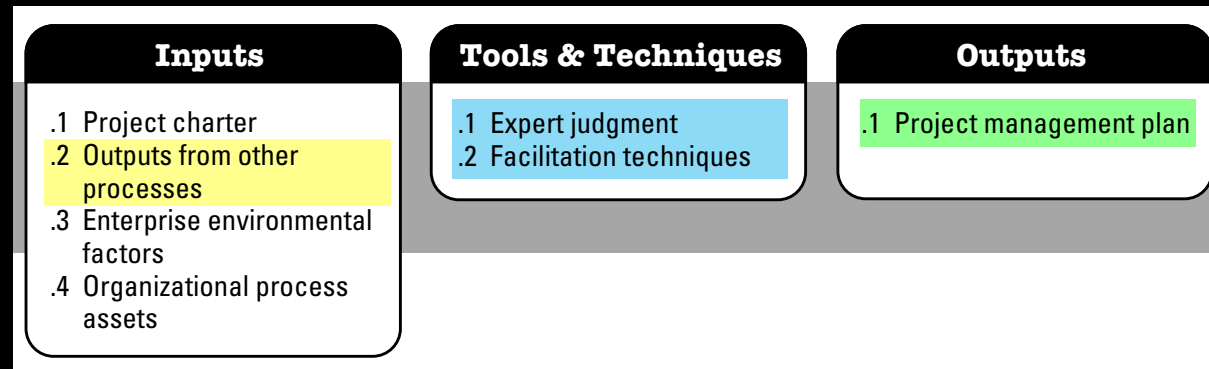 Inputs
.1 Project charter
.2 Outputs from other
processes
.3 Enterprise environmental
factors
.4 Organizational process
assets
Tools & Techniques
.1 Expert judgment
.2 Facilitation techniques
Outputs
.1 Project management plan